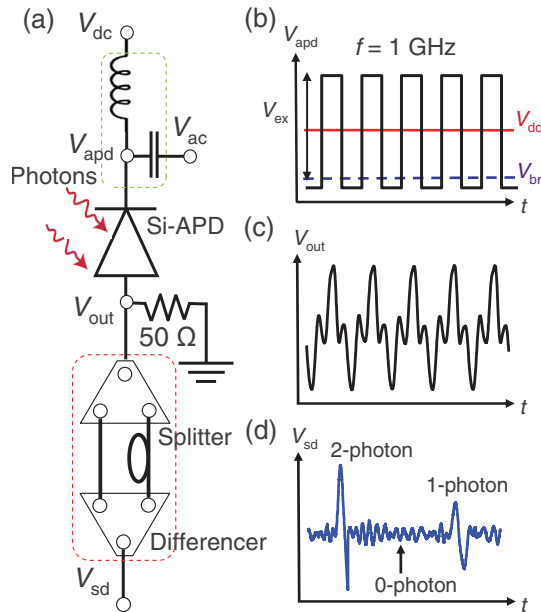 (a)
V_dc
V_apd
V_ac
Photons
Si-APD
V_out
50 Ω
Splitter
Differencer
V_sd
(b)
V_apd
f = 1 GHz
V_ex
V_dc
V_br
t
(c)
V_out
t
(d)
V_sd
2-photon
1-photon
0-photon
t